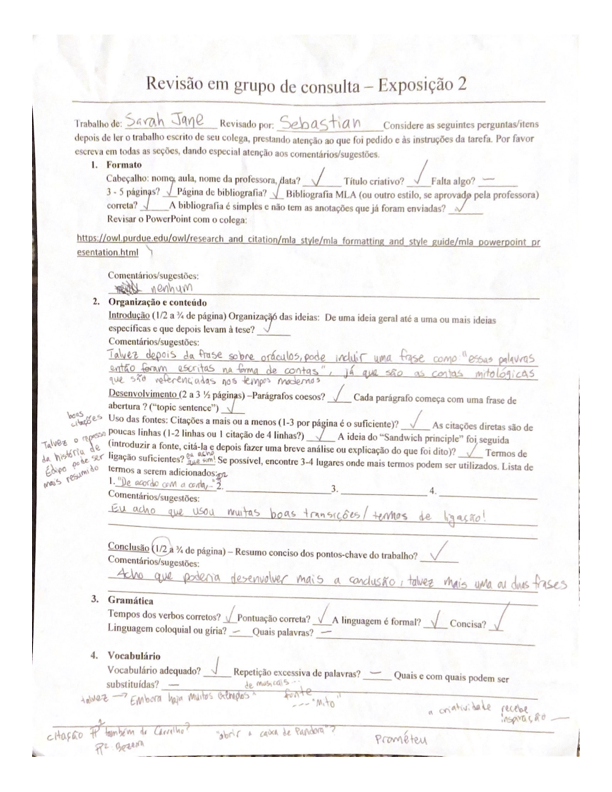 Revisão em grupo de consulta – Exposição 2
Trabalho de: Sarah Jane Revisado por: Sebastian Considere as seguintes perguntas/itens
depois de ler o trabalho escrito de seu colega, prestando atenção ao que foi pedido e às instruções da tarefa. Por favor
escreva em todas as seções, dando especial atenção aos comentários/sugestões.
1. Formato
Cabeçalho: nome, aula, nome da professora, data? ✓ Título criativo? ✓ Falta algo? —
3 - 5 páginas? ✓ Página de bibliografia? ✓ Bibliografia MLA (ou outro estilo, se aprovado pela professora)
correta? ✓ A bibliografia é simples e não tem as anotações que já foram enviadas? ✓
Revisar o PowerPoint com o colega:
https://owl.purdue.edu/owl/research_and_citation/mla_style/mla_formatting_and_style_guide/mla_powerpoint_pr
esentation.html
Comentários/sugestões:
nenhum
2. Organização e conteúdo
Introdução (1/2 a ¾ de página) Organização das ideias: De uma ideia geral até a uma ou mais ideias
específicas e que depois levam à tese? ✓
Comentários/sugestões:
Talvez depois da frase sobre oráculos, pode incluir uma frase como "essas palavras
então foram escritas na forma de contas", já que são as contas mitológicas
que são referenciadas nos tempos modernos
Desenvolvimento (2 a 3 ½ páginas) –Parágrafos coesos? ✓ Cada parágrafo começa com uma frase de
abertura ? ("topic sentence") ✓
boas citações
Uso das fontes: Citações a mais ou a menos (1-3 por página é o suficiente)? ✓ As citações diretas são de
poucas linhas (1-2 linhas ou 1 citação de 4 linhas?) ✓ A ideia do "Sandwich principle" foi seguida
(introduzir a fonte, citá-la e depois fazer uma breve análise ou explicação do que foi dito)? ✓ Termos de
ligação suficientes? eu acho que sim! Se possível, encontre 3-4 lugares onde mais termos podem ser utilizados. Lista de
termos a serem adicionados:
Talvez o
da história de
Édipo pode ser
mais resumido
1. "De acordo com a 2. 3. 4.
Comentários/sugestões:
Eu acho que usou muitas boas transições/termos de ligação!
Conclusão (1/2 a ¾ de página) – Resumo conciso dos pontos-chave do trabalho? ✓
Comentários/sugestões:
Acho que poderia desenvolver mais a conclusão, talvez mais uma ou duas frases
3. Gramática
Tempos dos verbos corretos? ✓ Pontuação correta? ✓ A linguagem é formal? ✓ Concisa? ✓
Linguagem coloquial ou gíria? — Quais palavras? —
4. Vocabulário
Vocabulário adequado? ✓ Repetição excessiva de palavras? — Quais e com quais podem ser
substituídas? —
de musicais...
talvez → Embora haja muitos fonte
"mito"
a criatividade recebe
inspiração —
citação também de Carvalho? "abrir a caixa de Pandora"?
Bezerra
Prometeu